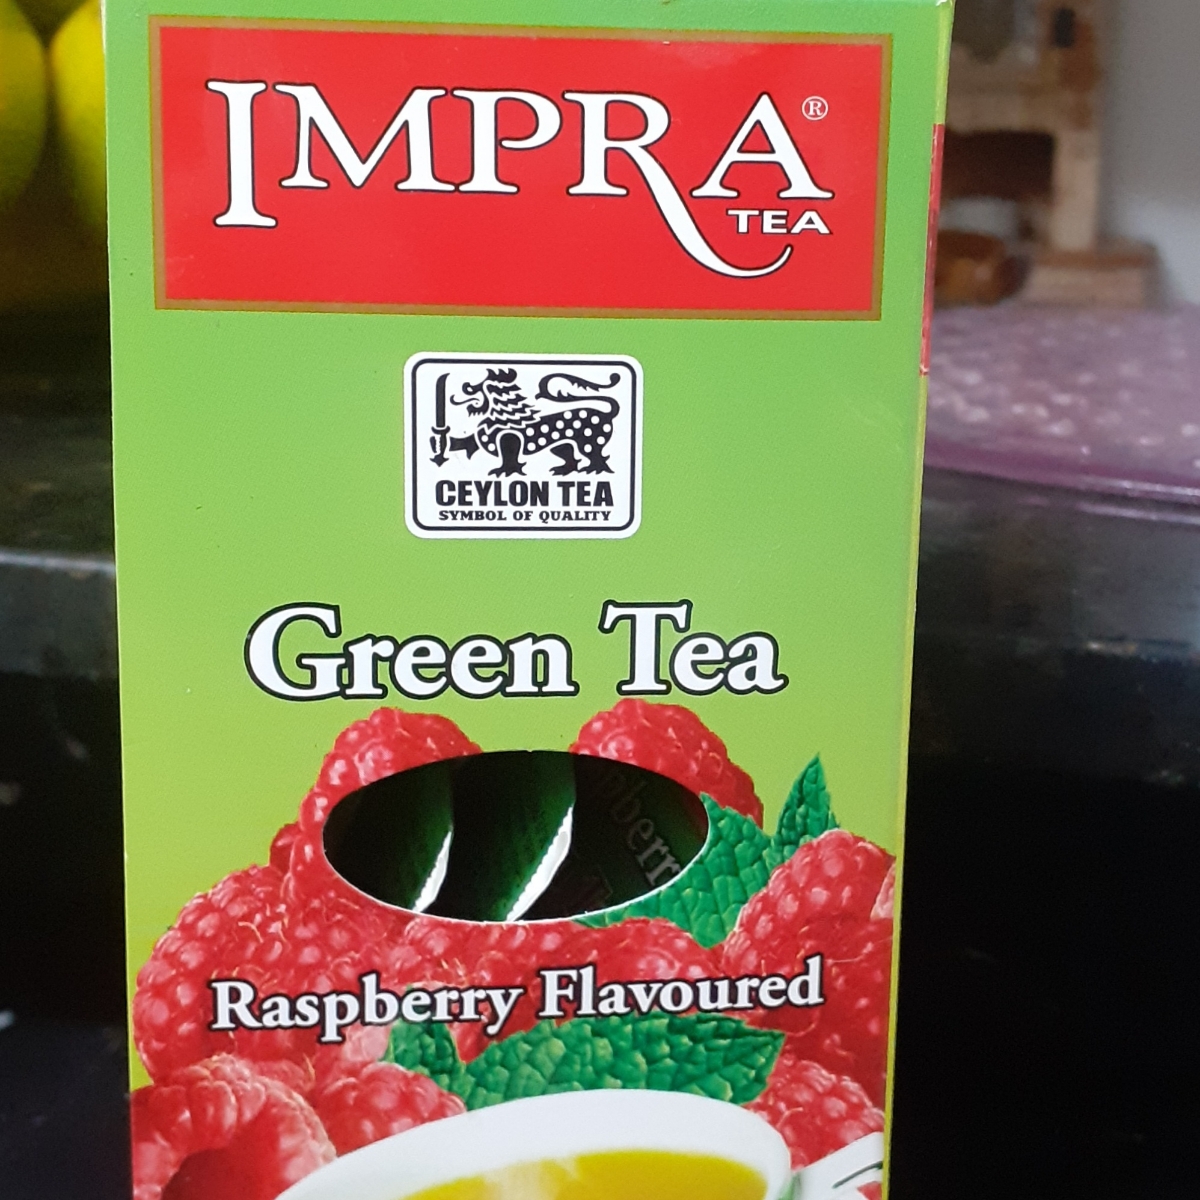 IMPRA®
TEA
CEYLON TEA
SYMBOL OF QUALITY
Green Tea
Raspberry Flavoured